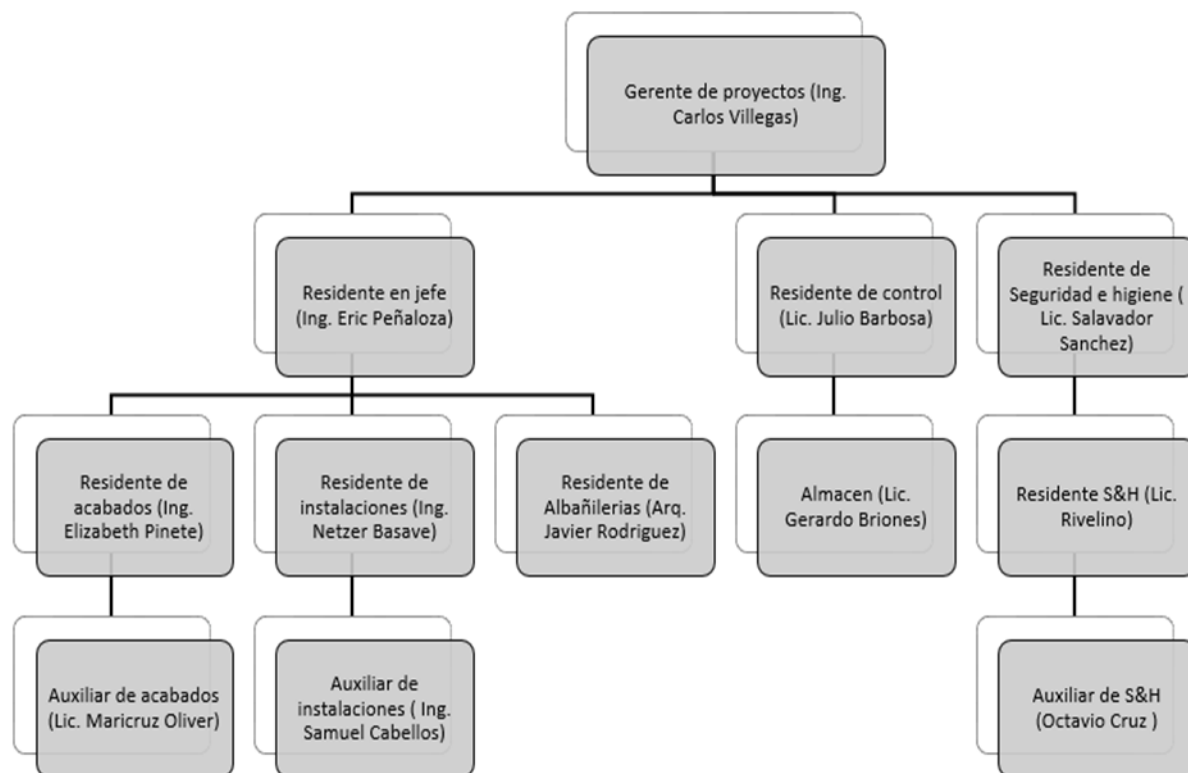 Gerente de proyectos (Ing.
Carlos Villegas)
Residente en jefe
(Ing. Eric Peñaloza)
Residente de control
(Lic. Julio Barbosa)
Residente de
Seguridad e higiene (
Lic. Salavador
Sanchez)
Residente de
acabados (Ing.
Elizabeth Pinete)
Residente de
instalaciones (Ing.
Netzer Basave)
Residente de
Albañilerias (Arq.
Javier Rodriguez)
Almacen (Lic.
Gerardo Briones)
Residente S&H (Lic.
Rivelino)
Auxiliar de acabados
(Lic. Maricruz Oliver)
Auxiliar de
instalaciones ( Ing.
Samuel Cabellos)
Auxiliar de S&H
(Octavio Cruz )